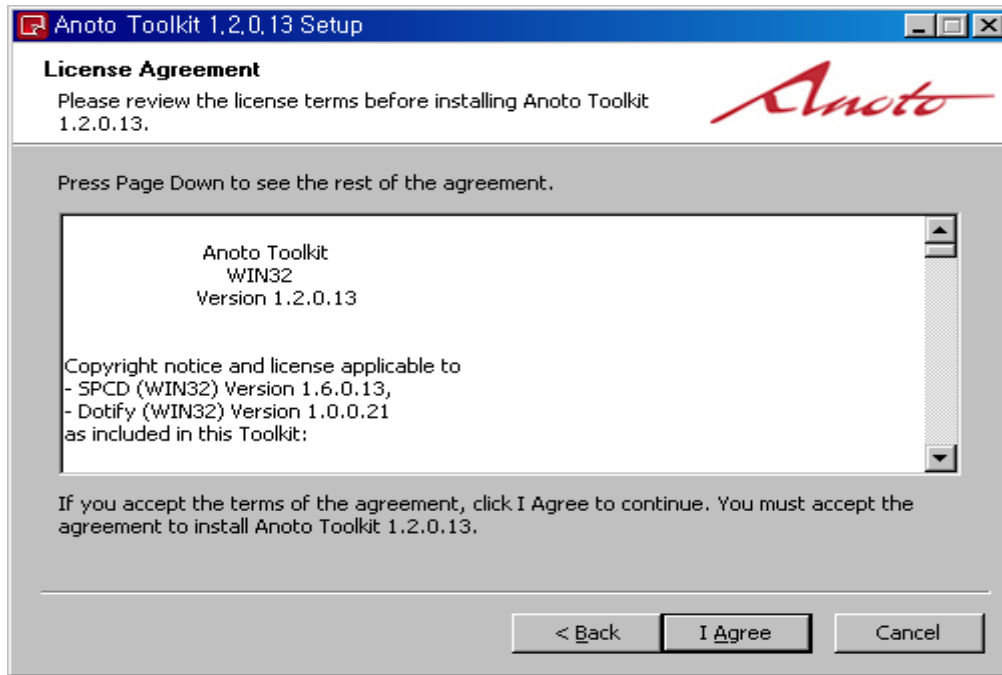 Anoto Toolkit 1,2,0,13 Setup
License Agreement
Please review the license terms before installing Anoto Toolkit
1.2.0.13.
Anoto
Press Page Down to see the rest of the agreement.
Anoto Toolkit
WIN32
Version 1.2.0.13
Copyright notice and license applicable to
- SPCD (WIN32) Version 1.6.0.13,
- Dotify (WIN32) Version 1.0.0.21
as included in this Toolkit:
If you accept the terms of the agreement, click I Agree to continue. You must accept the
agreement to install Anoto Toolkit 1.2.0.13.
< Back
I Agree
Cancel